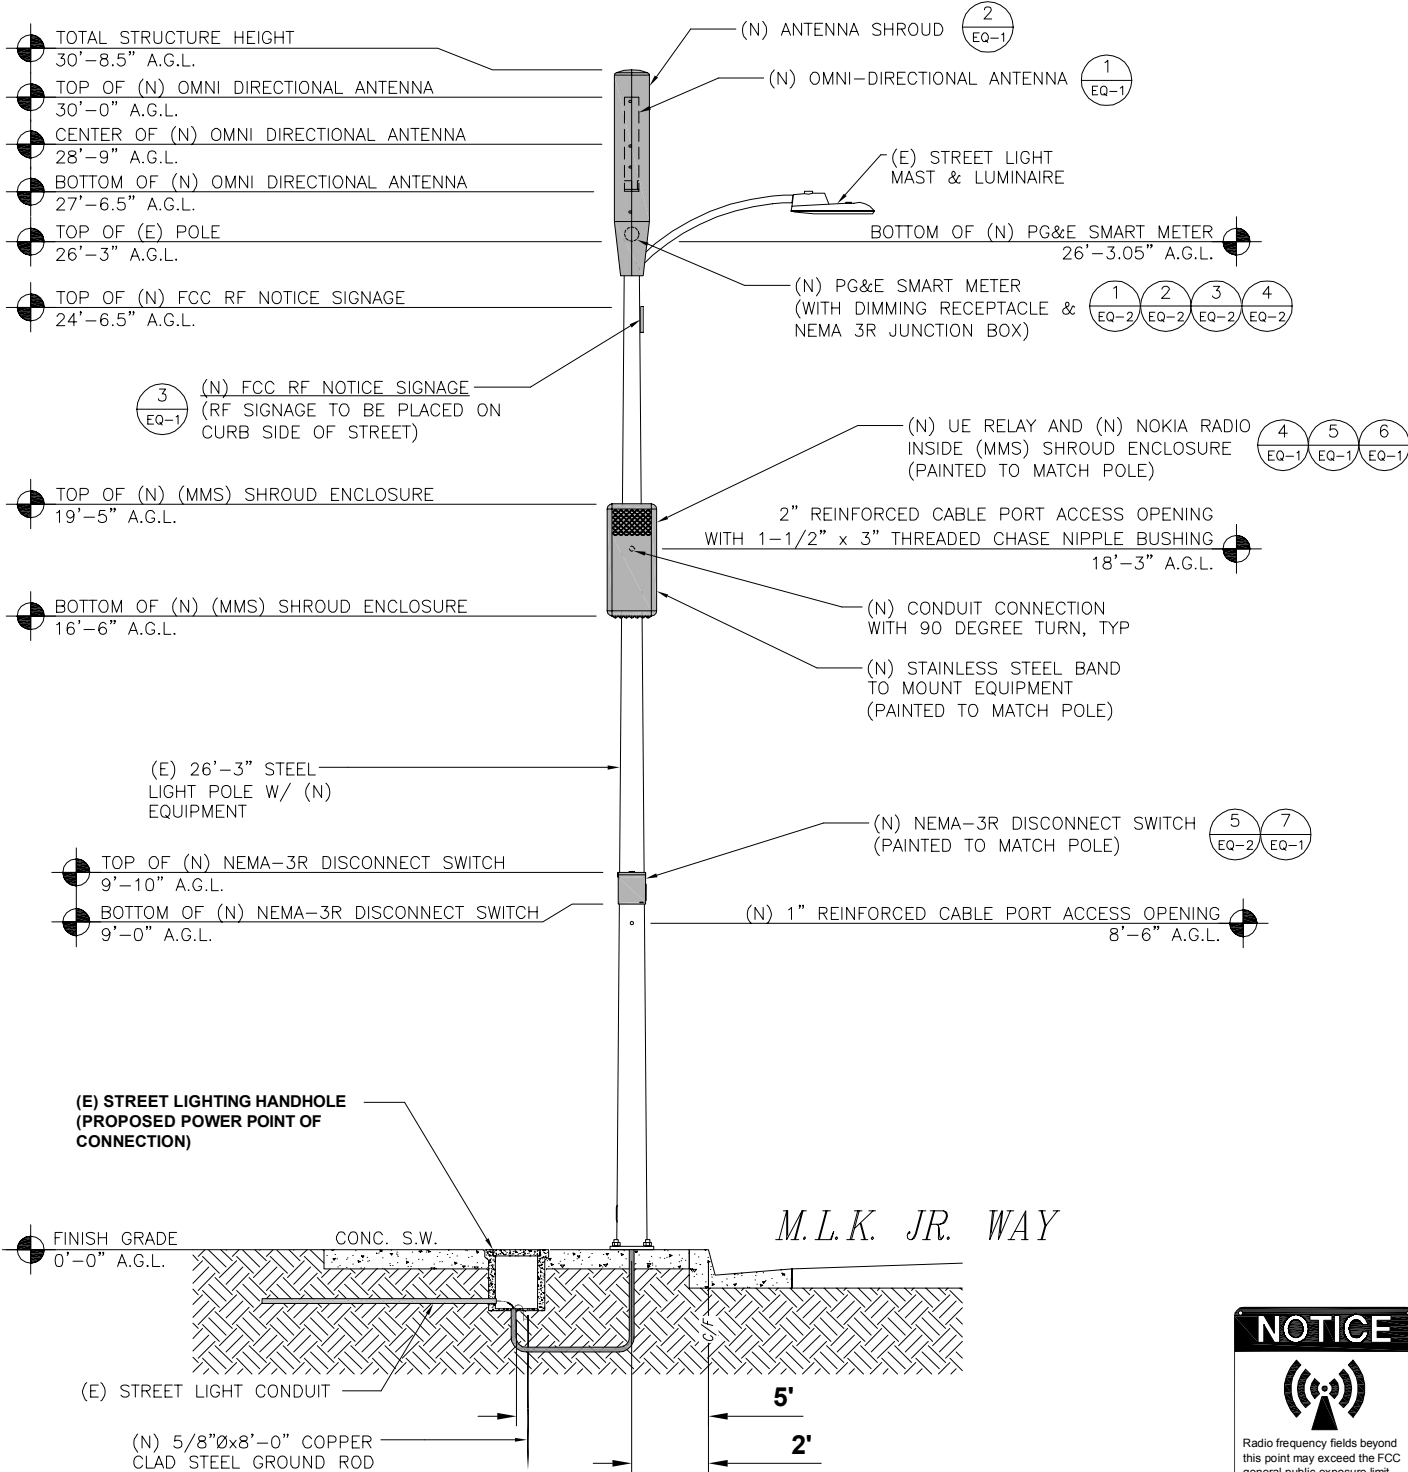 TOTAL STRUCTURE HEIGHT
30'-8.5" A.G.L.
TOP OF (N) OMNI DIRECTIONAL ANTENNA
30'-0" A.G.L.
CENTER OF (N) OMNI DIRECTIONAL ANTENNA
28'-9" A.G.L.
BOTTOM OF (N) OMNI DIRECTIONAL ANTENNA
27'-6.5" A.G.L.
TOP OF (E) POLE
26'-3" A.G.L.
TOP OF (N) FCC RF NOTICE SIGNAGE
24'-6.5" A.G.L.
3
EQ-1
(N) FCC RF NOTICE SIGNAGE
(RF SIGNAGE TO BE PLACED ON
CURB SIDE OF STREET)
TOP OF (N) (MMS) SHROUD ENCLOSURE
19'-5" A.G.L.
BOTTOM OF (N) (MMS) SHROUD ENCLOSURE
16'-6" A.G.L.
(E) 26'-3" STEEL
LIGHT POLE W/ (N)
EQUIPMENT
TOP OF (N) NEMA-3R DISCONNECT SWITCH
9'-10" A.G.L.
BOTTOM OF (N) NEMA-3R DISCONNECT SWITCH
9'-0" A.G.L.
(N) ANTENNA SHROUD
2
EQ-1
(N) OMNI-DIRECTIONAL ANTENNA
1
EQ-1
(E) STREET LIGHT
MAST & LUMINAIRE
BOTTOM OF (N) PG&E SMART METER
26'-3.05" A.G.L.
(N) PG&E SMART METER
(WITH DIMMING RECEPTACLE &
NEMA 3R JUNCTION BOX)
1 2 3 4
EQ-2 EQ-2 EQ-2 EQ-2
(N) UE RELAY AND (N) NOKIA RADIO
INSIDE (MMS) SHROUD ENCLOSURE
(PAINTED TO MATCH POLE)
4 5 6
EQ-1 EQ-1 EQ-1
2" REINFORCED CABLE PORT ACCESS OPENING
WITH 1-1/2" x 3" THREADED CHASE NIPPLE BUSHING
18'-3" A.G.L.
(N) CONDUIT CONNECTION
WITH 90 DEGREE TURN, TYP
(N) STAINLESS STEEL BAND
TO MOUNT EQUIPMENT
(PAINTED TO MATCH POLE)
(N) NEMA-3R DISCONNECT SWITCH
(PAINTED TO MATCH POLE)
5 7
EQ-2 EQ-1
(N) 1" REINFORCED CABLE PORT ACCESS OPENING
8'-6" A.G.L.
(E) STREET LIGHTING HANDHOLE
(PROPOSED POWER POINT OF
CONNECTION)
M.L.K. JR. WAY
FINISH GRADE
0'-0" A.G.L.
CONC. S.W.
C/F
(E) STREET LIGHT CONDUIT
(N) 5/8"Øx8'-0" COPPER
CLAD STEEL GROUND ROD
5'
2'
NOTICE
Radio frequency fields beyond
this point may exceed the FCC
general public exposure limit.